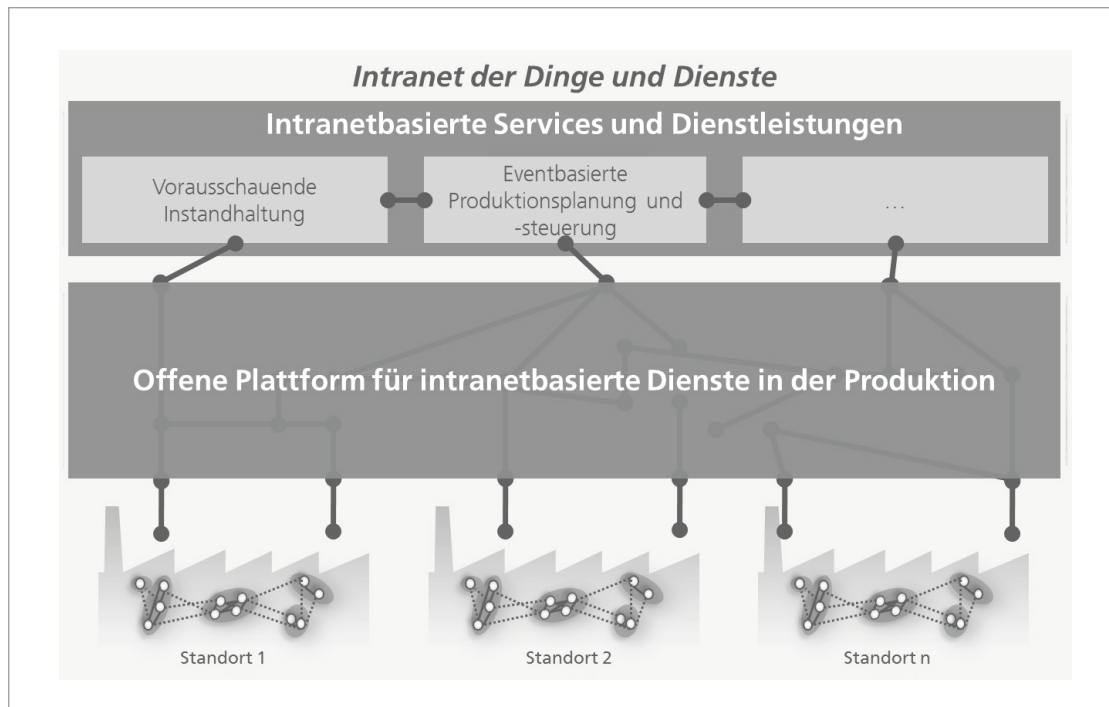 Intranet der Dinge und Dienste
Intranetbasierte Services und Dienstleistungen
Vorausschauende
Instandhaltung
Eventbasierte
Produktionsplanung und
-steuerung
...
Offene Plattform für intranetbasierte Dienste in der Produktion
Standort 1
Standort 2
Standort n